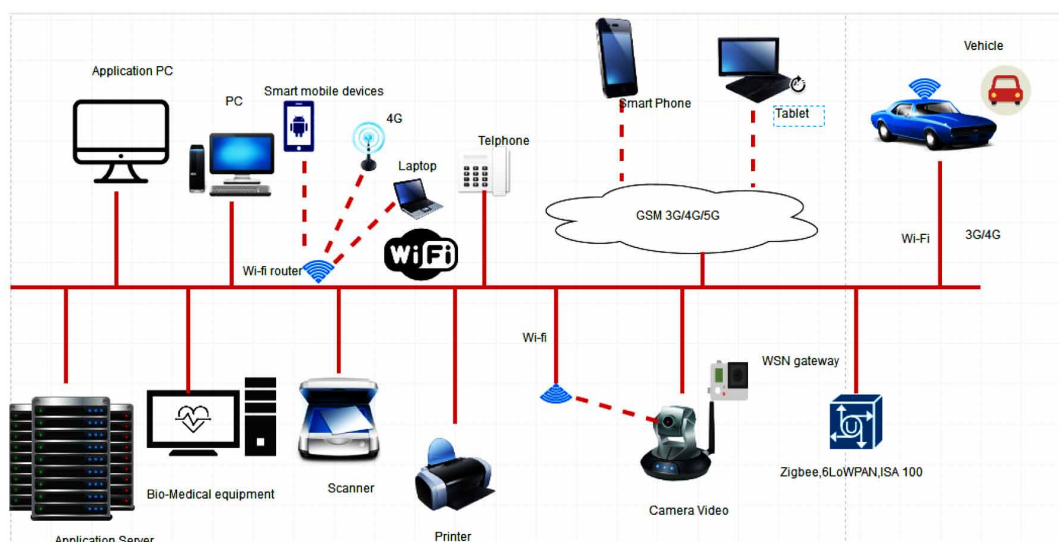 Vehicle
Application PC
PC
Smart mobile devices
4G
Smart Phone
Tablet
Telphone
Laptop
GSM 3G/4G/5G
Wi-Fi
3G/4G
WiFi
Wi-fi router
Wi-fi
WSN gateway
U
Zigbee,6LoWPAN,ISA 100
Bio-Medical equipment
Scanner
Camera Video
Application Server
Printer